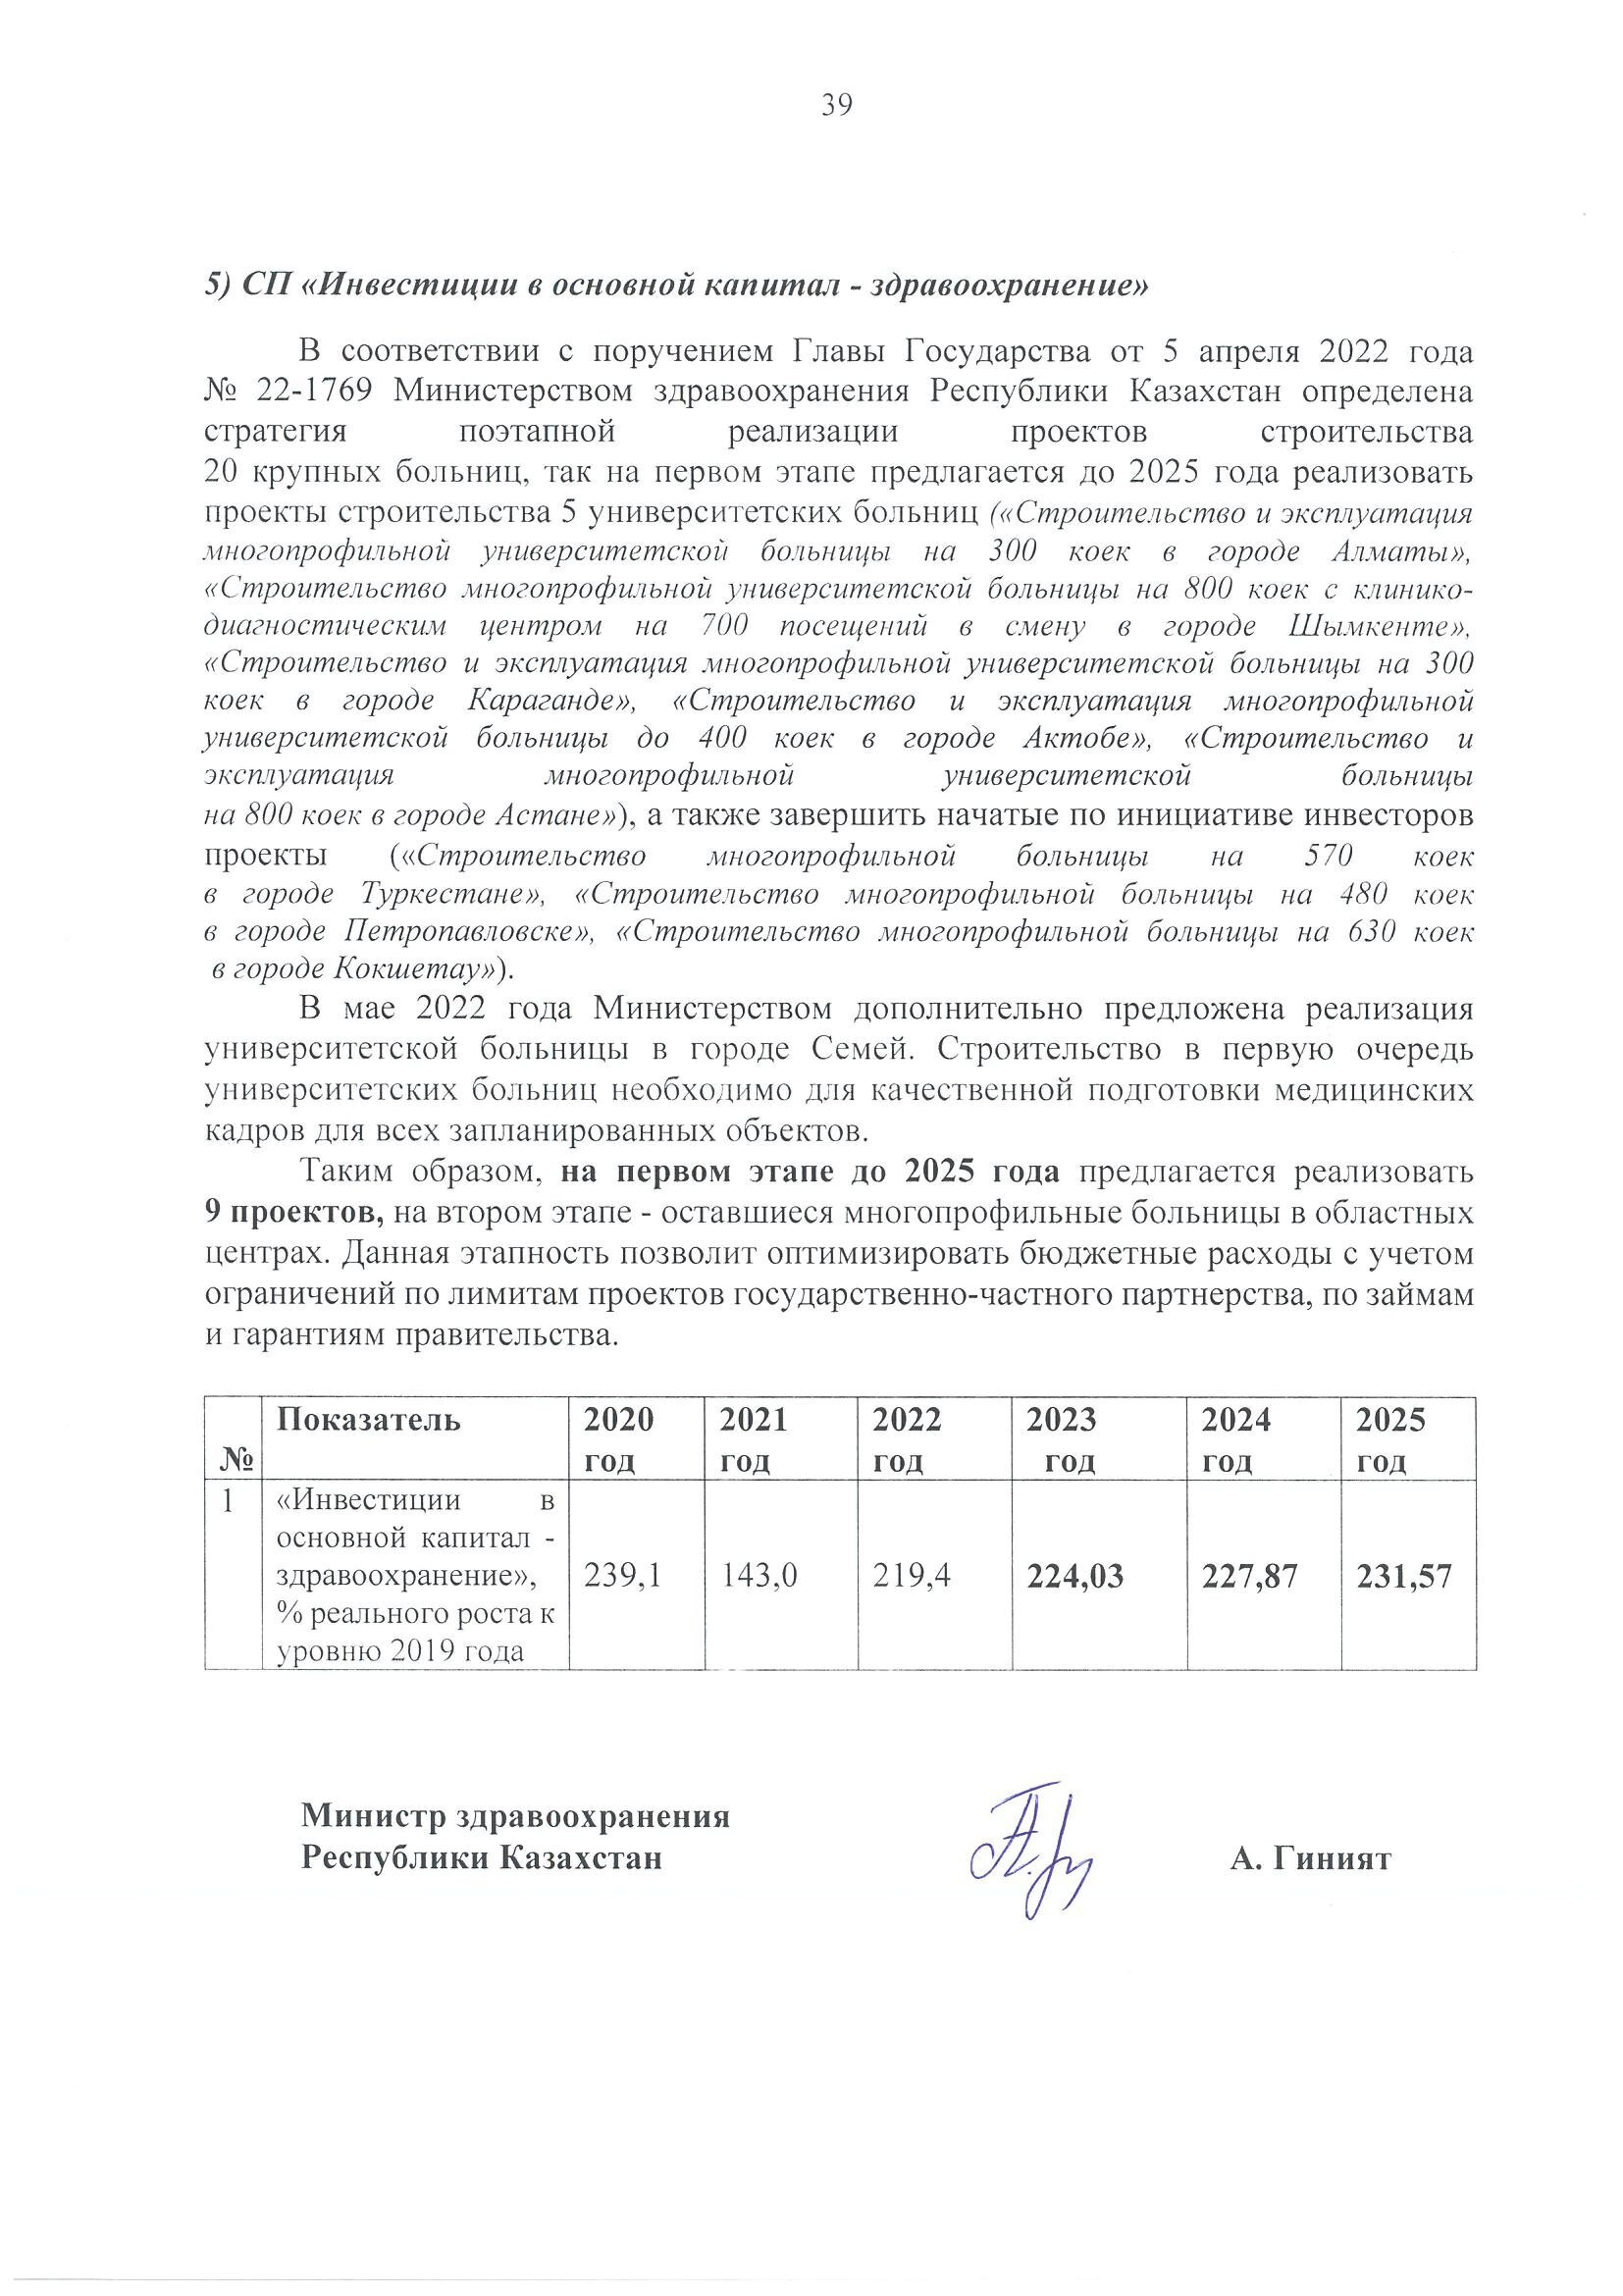 39
5) СП «Инвестиции в основной капитал - здравоохранение»
В соответствии с поручением Главы Государства от 5 апреля 2022 года
№ 22-1769 Министерством здравоохранения Республики Казахстан определена
стратегия поэтапной реализации проектов строительства
20 крупных больниц, так на первом этапе предлагается до 2025 года реализовать
проекты строительства 5 университетских больниц («Строительство и эксплуатация
многопрофильной университетской больницы на 300 коек в городе Алматы»,
«Строительство многопрофильной университетской больницы на 800 коек с клинико-
диагностическим центром на 700 посещений в смену в городе Шымкенте»,
«Строительство и эксплуатация многопрофильной университетской больницы на 300
коек в городе Караганде», «Строительство и эксплуатация многопрофильной
университетской больницы до 400 коек в городе Актобе», «Строительство и
эксплуатация многопрофильной университетской больницы
на 800 коек в городе Астане»), а также завершить начатые по инициативе инвесторов
проекты («Строительство многопрофильной больницы на 570 коек
в городе Туркестане», «Строительство многопрофильной больницы на 480 коек
в городе Петропавловске», «Строительство многопрофильной больницы на 630 коек
в городе Кокшетау»).
В мае 2022 года Министерством дополнительно предложена реализация
университетской больницы в городе Семей. Строительство в первую очередь
университетских больниц необходимо для качественной подготовки медицинских
кадров для всех запланированных объектов.
Таким образом, на первом этапе до 2025 года предлагается реализовать
9 проектов, на втором этапе - оставшиеся многопрофильные больницы в областных
центрах. Данная этапность позволит оптимизировать бюджетные расходы с учетом
ограничений по лимитам проектов государственно-частного партнерства, по займам
и гарантиям правительства.
№ Показатель 2020 год 2021 год 2022 год 2023 год 2024 год 2025 год
1 «Инвестиции в
основной капитал -
здравоохранение», 239,1 143,0 219,4 224,03 227,87 231,57
% реального роста к
уровню 2019 года
Министр здравоохранения
Республики Казахстан А. Гиният